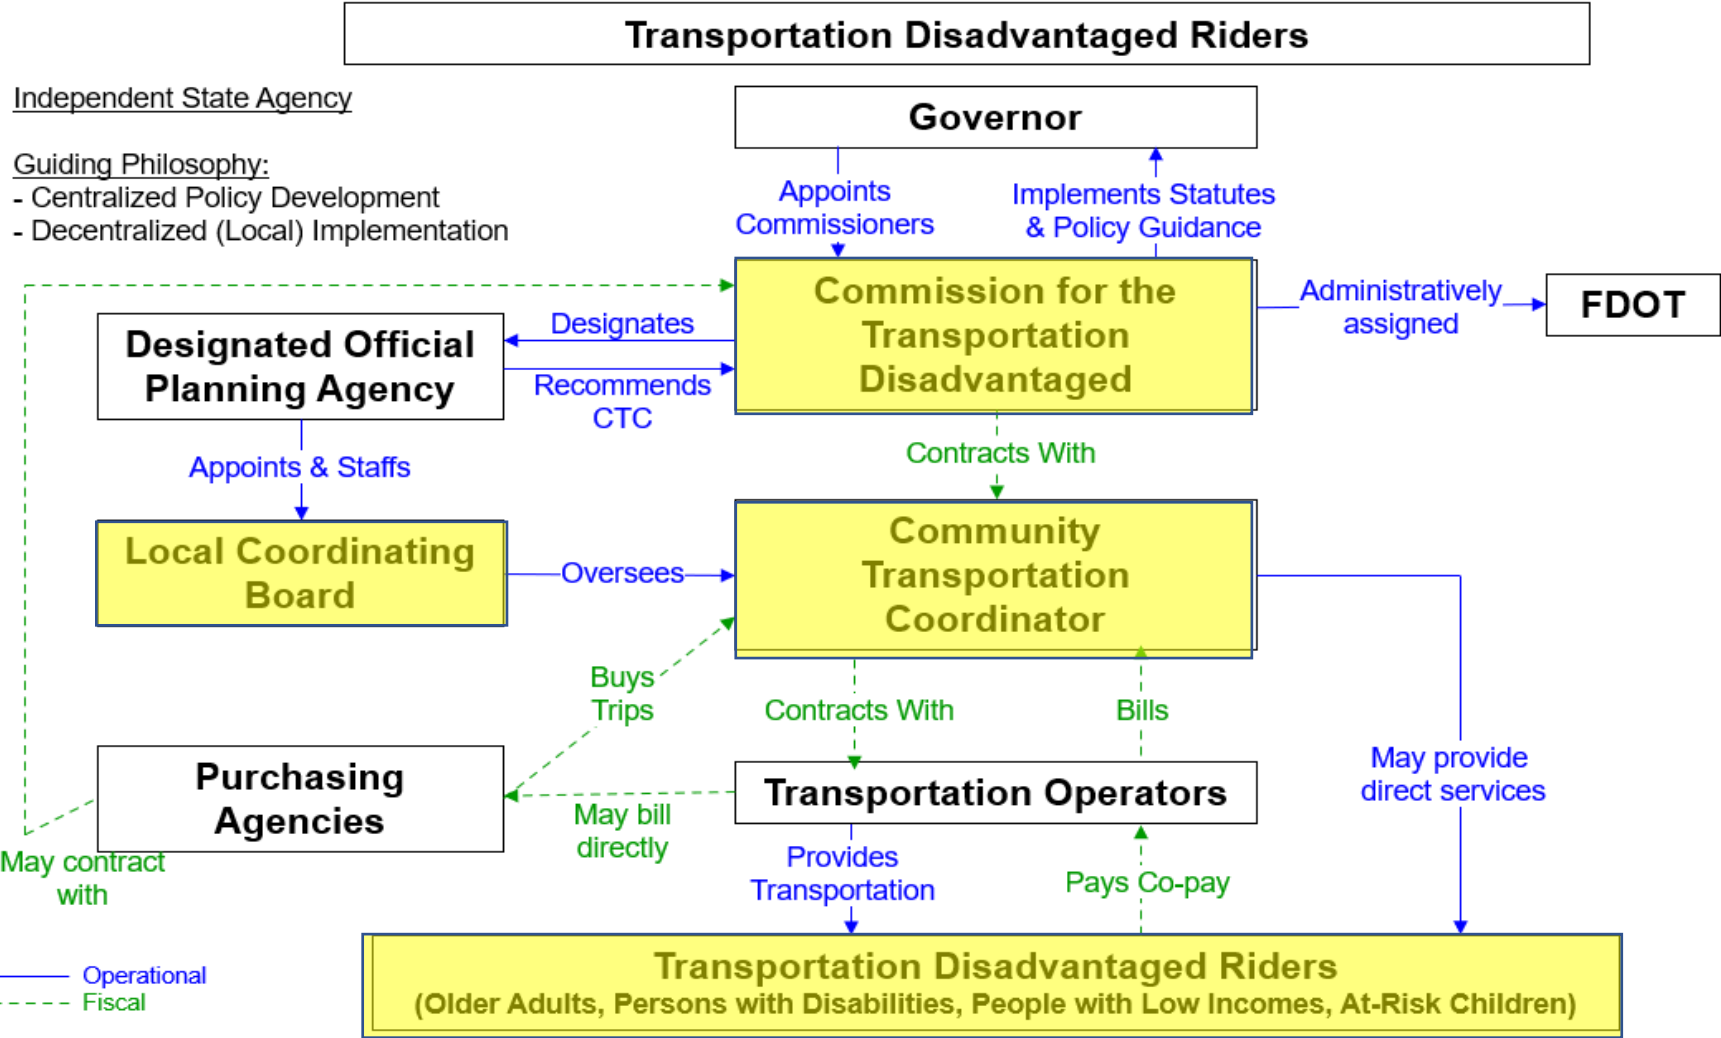 Transportation Disadvantaged Riders
Independent State Agency
Governor
Guiding Philosophy:
- Centralized Policy Development
- Decentralized (Local) Implementation
Appoints
Commissioners
Implements Statutes
& Policy Guidance
Commission for the
Transportation
Disadvantaged
Administratively
assigned
FDOT
Designated Official
Planning Agency
Designates
Recommends
CTC
Contracts With
Appoints & Staffs
Local Coordinating
Board
Oversees
Community
Transportation
Coordinator
Buys
Trips
Contracts With
Bills
May provide
direct services
Purchasing
Agencies
May bill
directly
Transportation Operators
May contract
with
Provides
Transportation
Pays Co-pay
Transportation Disadvantaged Riders
(Older Adults, Persons with Disabilities, People with Low Incomes, At-Risk Children)
Operational
Fiscal